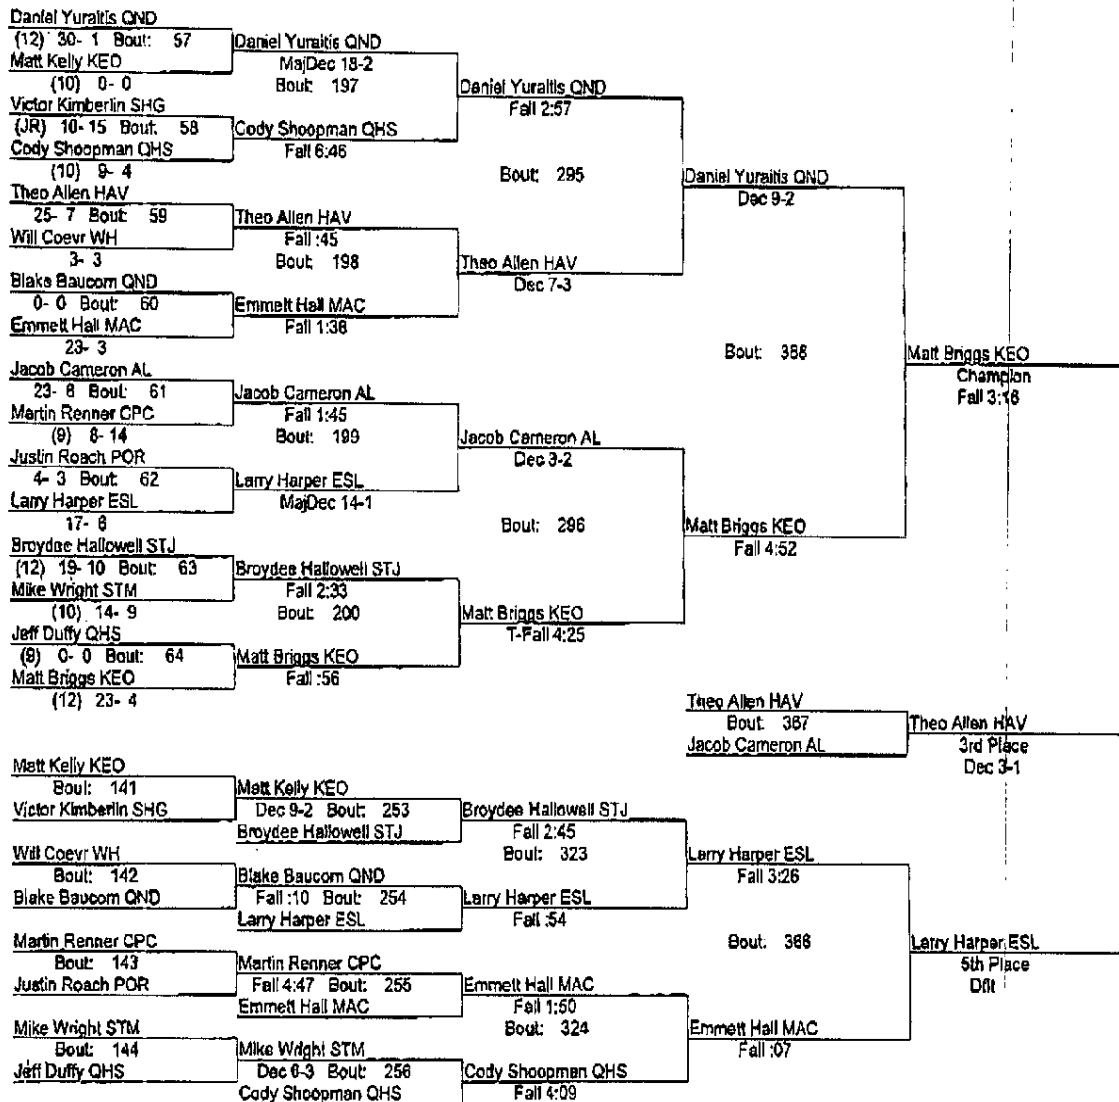 Daniel Yuraitis QND
(12) 30- 1 Bout: 57
Matt Kelly KEO
(10) 0- 0
Victor Kimberlin SHG
(JR) 10- 15 Bout: 58
Cody Shoopman QHS
(10) 9- 4
Theo Allen HAV
25- 7 Bout: 59
Will Coevr WH
3- 3
Blake Baucom QND
0- 0 Bout: 60
Emmett Hall MAC
23- 3
Jacob Cameron AL
23- 8 Bout: 61
Martin Renner CPC
(9) 8- 14
Justin Roach POR
4- 3 Bout: 62
Larry Harper ESL
17- 6
Broydee Hallowell STJ
(12) 19- 10 Bout: 63
Mike Wright STM
(10) 14- 9
Jeff Duffy QHS
(9) 0- 0 Bout: 64
Matt Briggs KEO
(12) 23- 4
Daniel Yuraitis QND
MajDec 18-2
Bout: 197
Cody Shoopman QHS
Fall 6:46
Theo Allen HAV
Fall :45
Bout: 198
Emmett Hall MAC
Fall 1:38
Jacob Cameron AL
Fall 1:45
Bout: 199
Larry Harper ESL
MajDec 14-1
Broydee Hallowell STJ
Fall 2:33
Bout: 200
Matt Briggs KEO
Fall :56
Daniel Yuraitis QND
Fall 2:57
Bout: 295
Theo Allen HAV
Dec 7-3
Jacob Cameron AL
Dec 3-2
Bout: 296
Matt Briggs KEO
T-Fall 4:25
Daniel Yuraitis QND
Dec 9-2
Bout: 368
Matt Briggs KEO
Fall 4:52
Matt Briggs KEO
Champion
Fall 3:16
Theo Allen HAV
Bout: 367
Jacob Cameron AL
Theo Allen HAV
3rd Place
Dec 3-1
Matt Kelly KEO
Bout: 141
Victor Kimberlin SHG
Will Coevr WH
Bout: 142
Blake Baucom QND
Martin Renner CPC
Bout: 143
Justin Roach POR
Mike Wright STM
Bout: 144
Jeff Duffy QHS
Matt Kelly KEO
Dec 9-2 Bout: 253
Broydee Hallowell STJ
Blake Baucom QND
Fall :10 Bout: 254
Larry Harper ESL
Martin Renner CPC
Fall 4:47 Bout: 255
Emmett Hall MAC
Mike Wright STM
Dec 6-3 Bout: 256
Cody Shoopman QHS
Broydee Hallowell STJ
Fall 2:45
Bout: 323
Larry Harper ESL
Fall :54
Emmett Hall MAC
Fall 1:50
Bout: 324
Cody Shoopman QHS
Fall 4:09
Larry Harper ESL
Fall 3:26
Bout: 366
Emmett Hall MAC
Fall :07
Larry Harper ESL
5th Place
Dflt